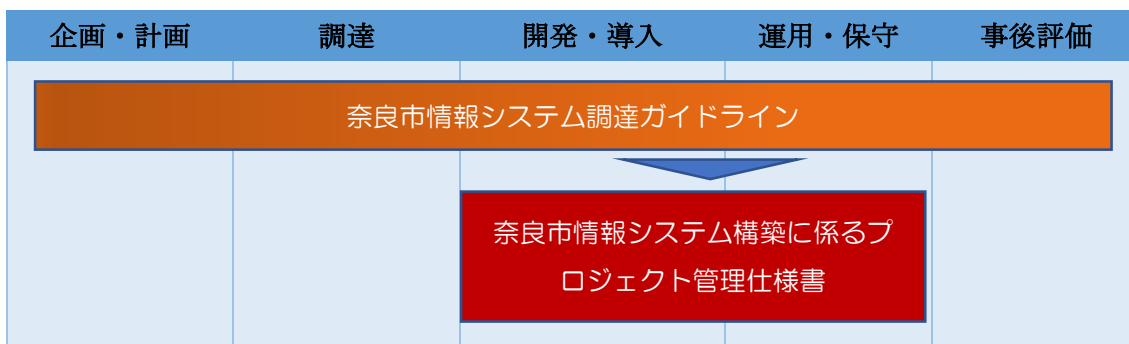 企画・計画 調達 開発・導入 運用・保守 事後評価
奈良市情報システム調達ガイドライン
奈良市情報システム構築に係るプ
ロジェクト管理仕様書